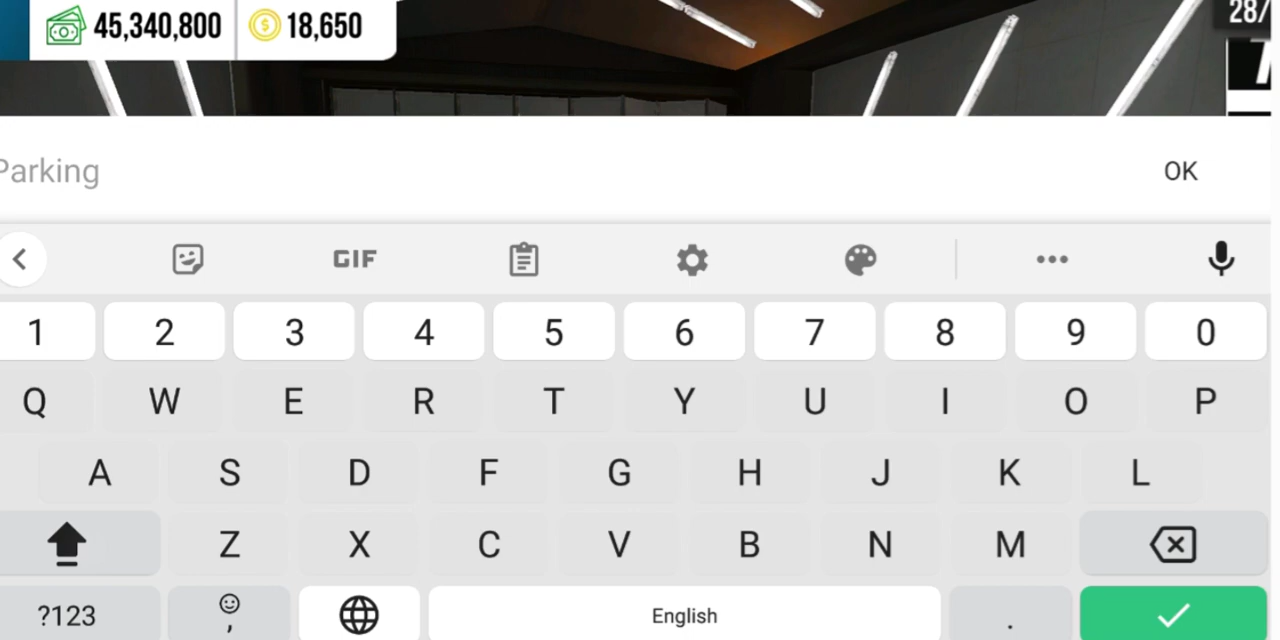 45,340,800 18,650
28/
Parking OK
GIF
1 2 3 4 5 6 7 8 9 0
Q W E R T Y U I O P
A S D F G H J K L
Z X C V B N M
?123 , English .